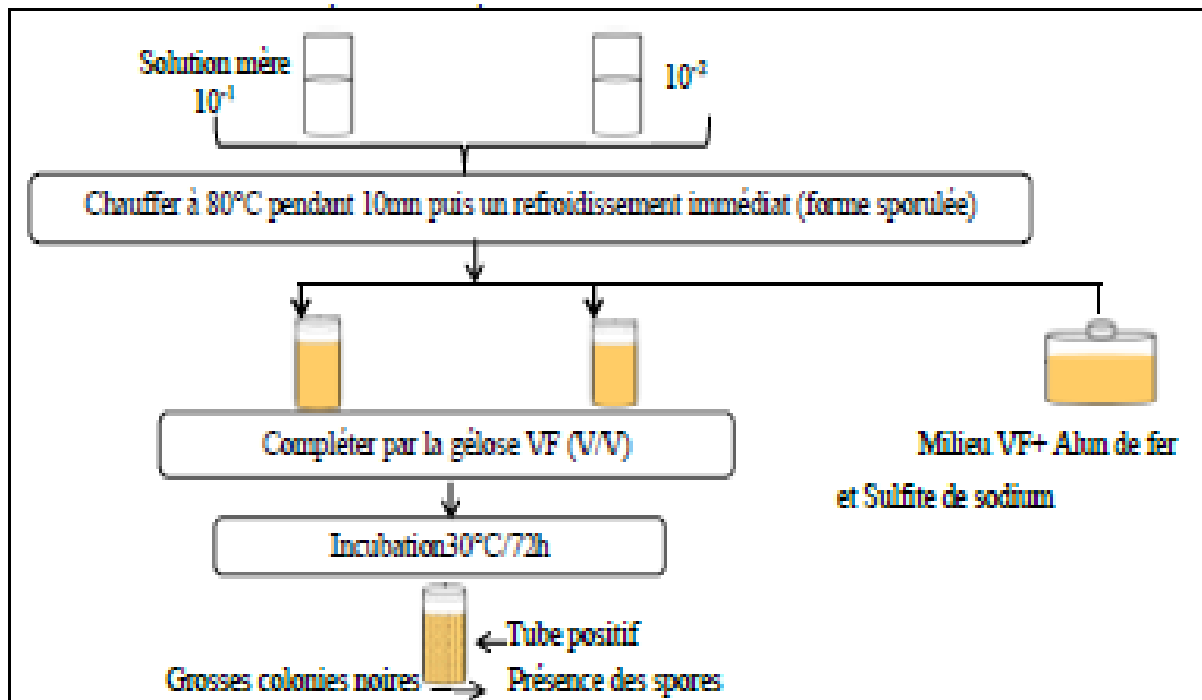 Solution mère
10⁻¹
10⁻²
Chauffer à 80°C pendant 10mn puis un refroidissement immédiat (forme sporulée)
Compléter par la gélose VF (V/V)
Milieu VF+ Alun de fer
et Sulfite de sodium
Incubation30°C/72h
Tube positif
Grosses colonies noires
Présence des spores